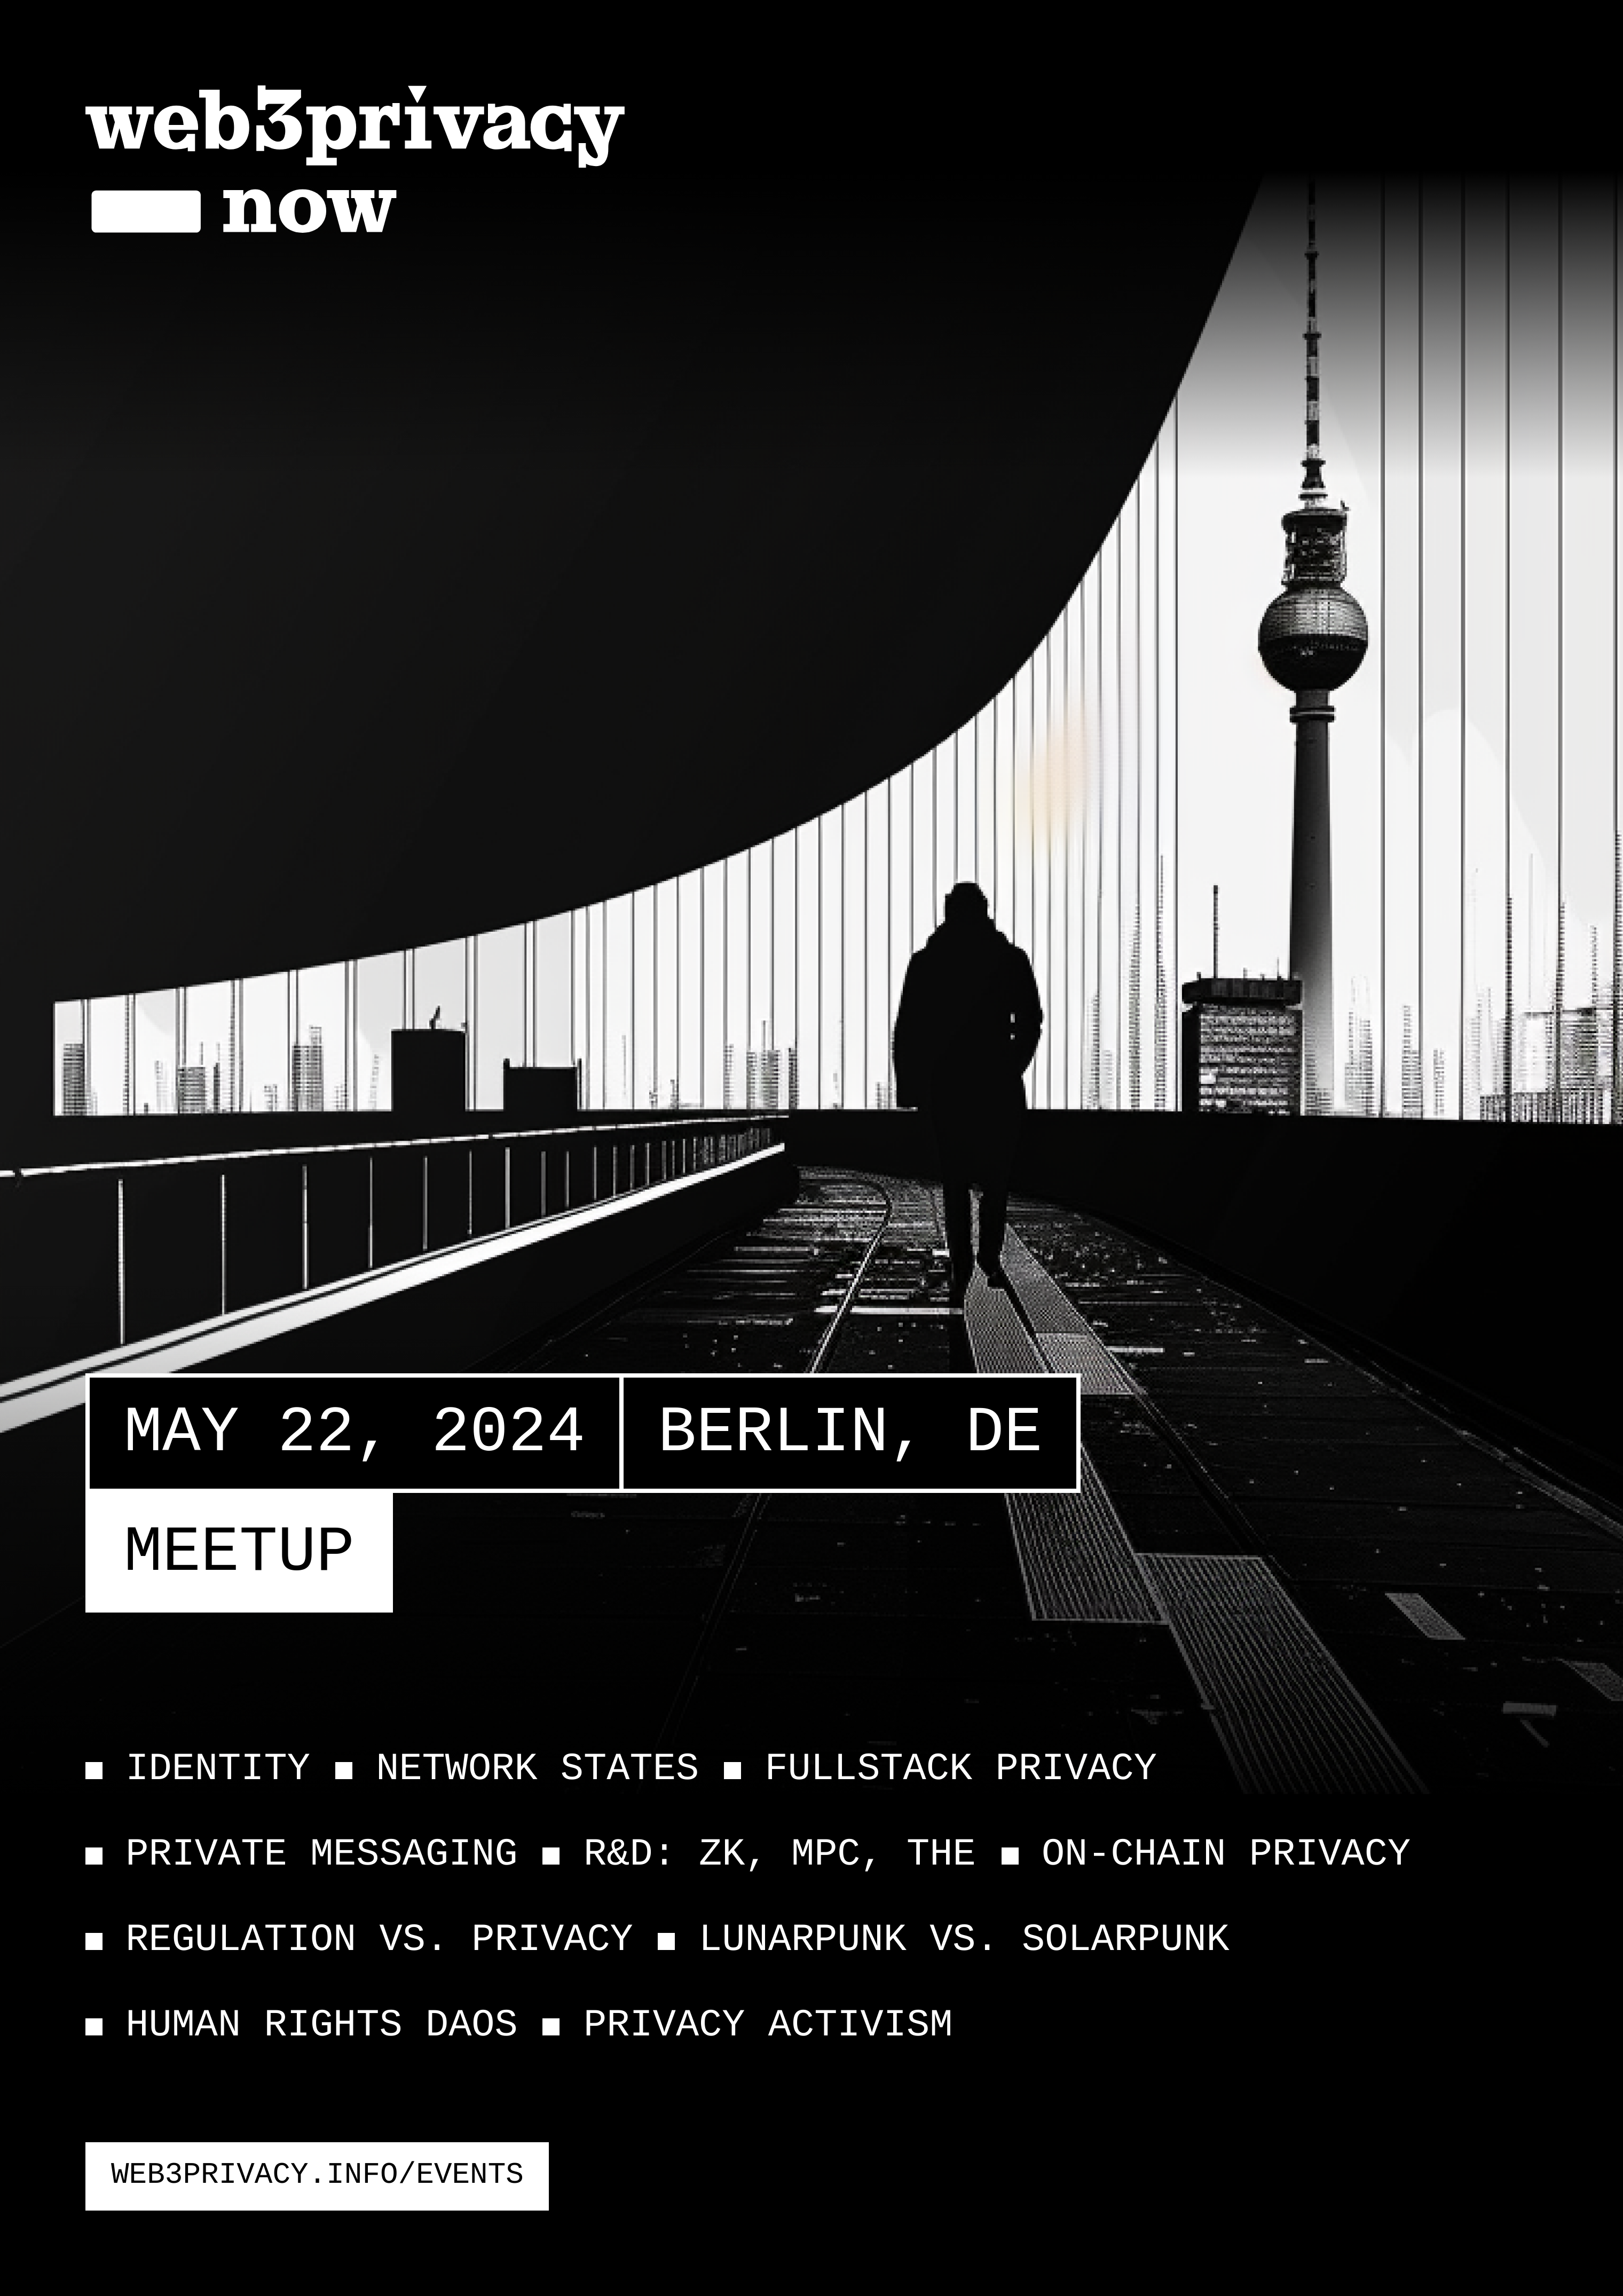 web3privacy
now
MAY 22, 2024 BERLIN, DE
MEETUP
■ IDENTITY ■ NETWORK STATES ■ FULLSTACK PRIVACY
■ PRIVATE MESSAGING ■ R&D: ZK, MPC, THE ■ ON-CHAIN PRIVACY
■ REGULATION VS. PRIVACY ■ LUNARPUNK VS. SOLARPUNK
■ HUMAN RIGHTS DAOS ■ PRIVACY ACTIVISM
WEB3PRIVACY.INFO/EVENTS